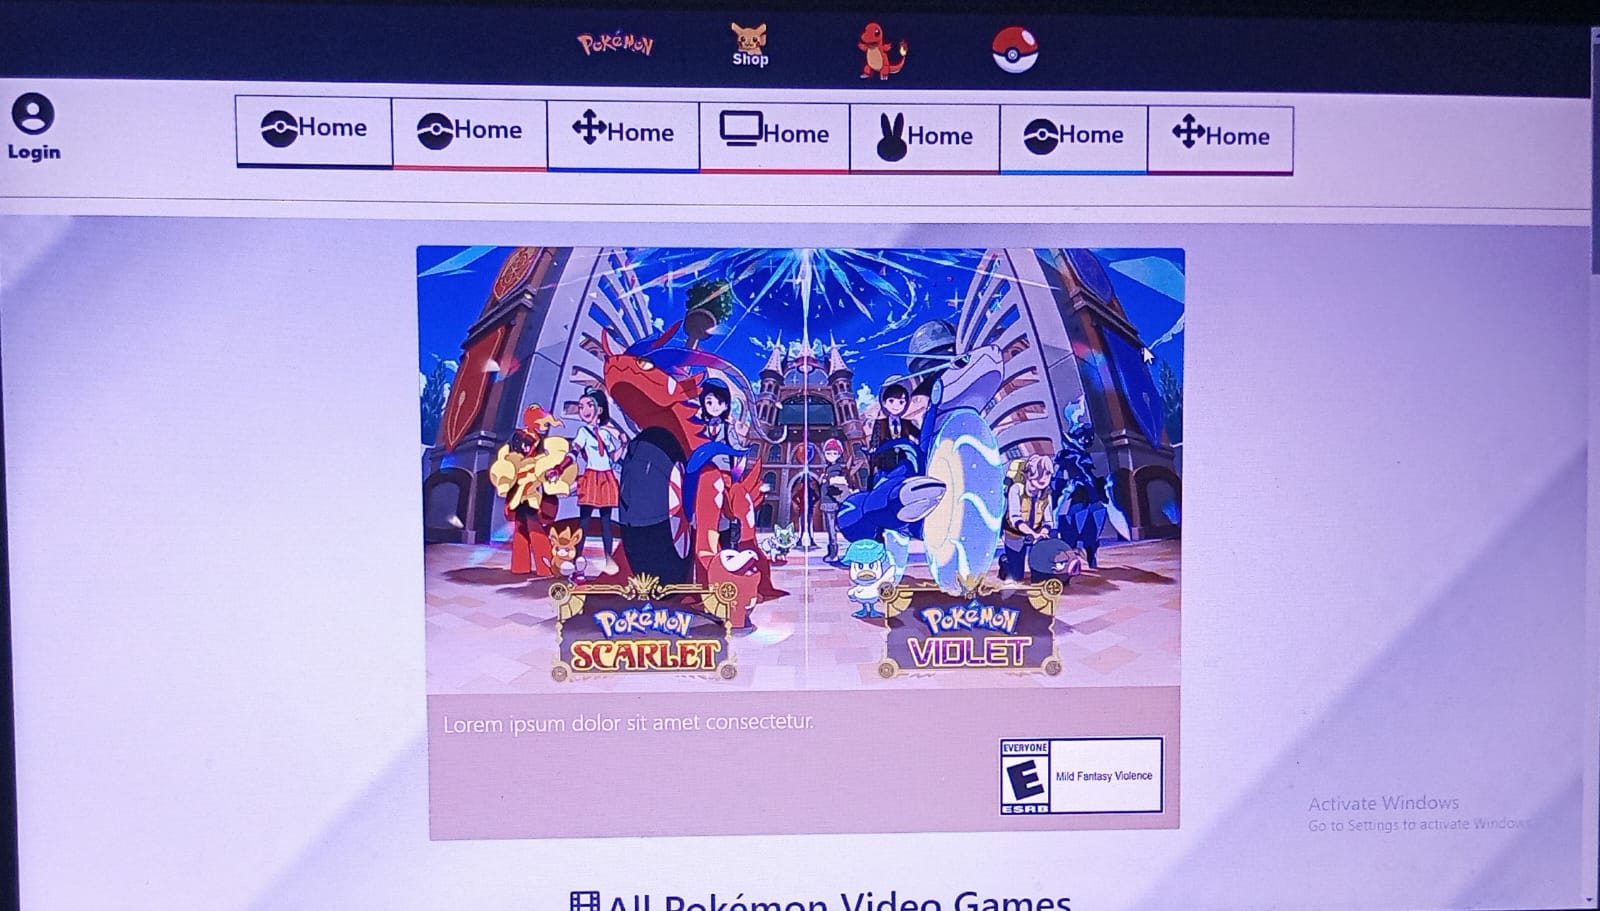 Pokémon
Shop
Login
Home
Home
Home
Home
Home
Home
Home
Pokémon
SCARLET
Pokémon
VIOLET
Lorem ipsum dolor sit amet consectetur.
EVERYONE
E
ESRB
Mild Fantasy Violence
Activate Windows
Go to Settings to activate Windows.
All Pokémon Video Games